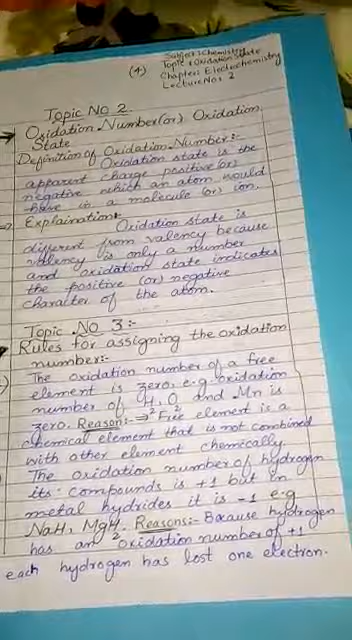 (4)
Subject: Chemistry
Topic: Oxidation State
Chapter: Electrochemistry
Lecture No: 2
Topic No 2
Oxidation Number (or) Oxidation
State
Definition of Oxidation Number:-
Oxidation state is the
apparent charge positive (or)
negative which an atom would
have in a molecule (or) ion.
Explaination:-
Oxidation state is
different from valency because
valency is only a number
and oxidation state indicates
the positive (or) negative
character of the atom.
Topic No 3:-
Rules for assigning the oxidation
number:-
The oxidation number of a free
element is zero. e.g. oxidation
number of H₂, O₂ and Mn is
zero. Reason:-→ Free element is a
chemical element that is not combined
with other element chemically.
The oxidation number of hydrogen
its compounds is +1 but in
metal hydrides it is -1 e.g
NaH, MgH₂. Reasons:- Because hydrogen
has an oxidation number of +1
each hydrogen has lost one electron.